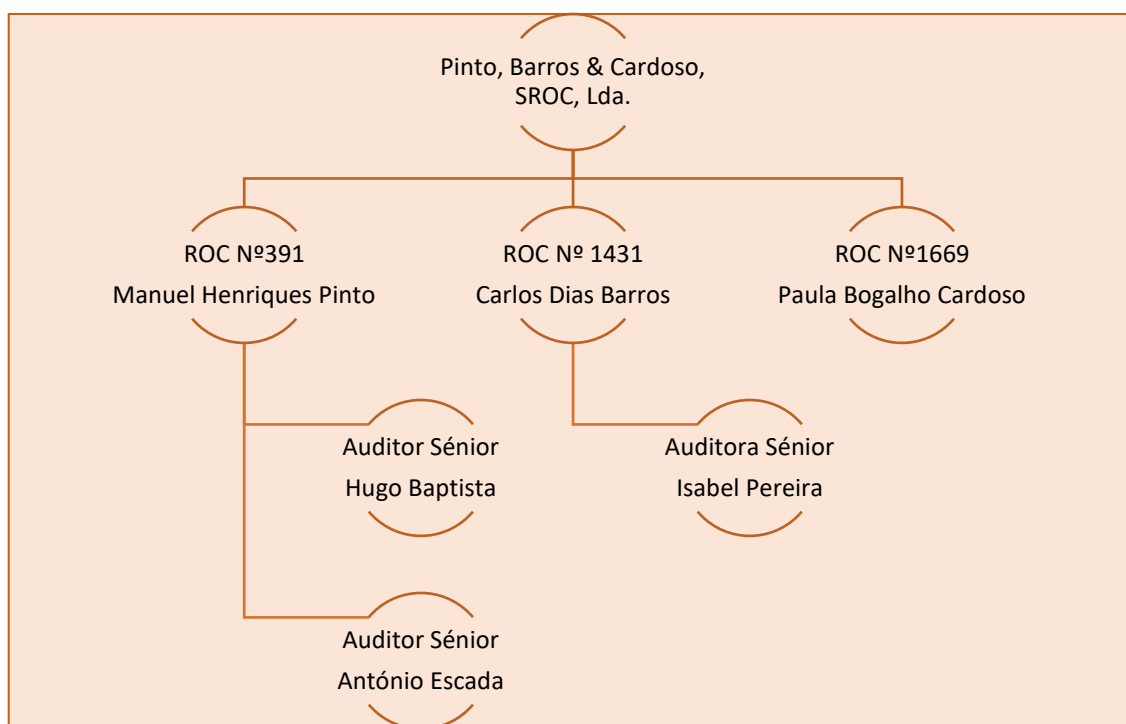 Pinto, Barros & Cardoso,
SROC, Lda.
ROC Nº391
Manuel Henriques Pinto
ROC Nº 1431
Carlos Dias Barros
ROC Nº1669
Paula Bogalho Cardoso
Auditor Sénior
Hugo Baptista
Auditora Sénior
Isabel Pereira
Auditor Sénior
António Escada